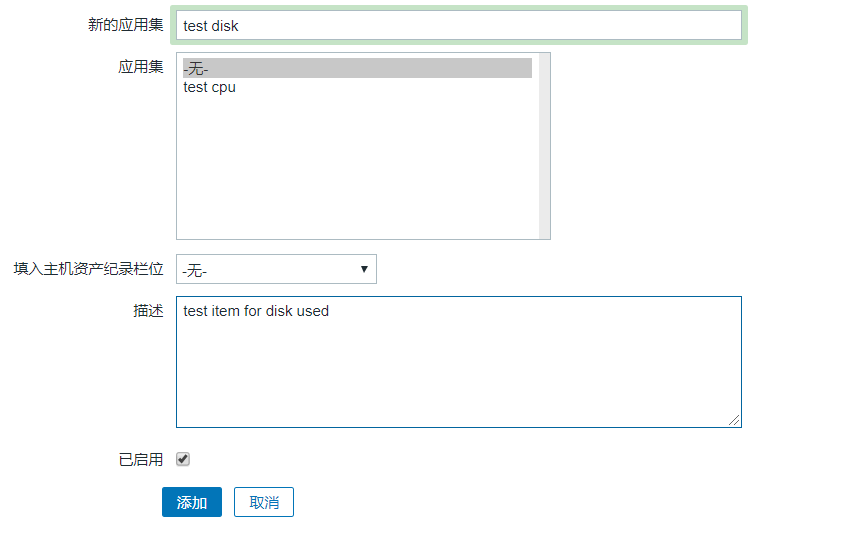 新的应用集 test disk
应用集 -无-
test cpu
填入主机资产纪录栏位 -无-
描述 test item for disk used
已启用
添加 取消